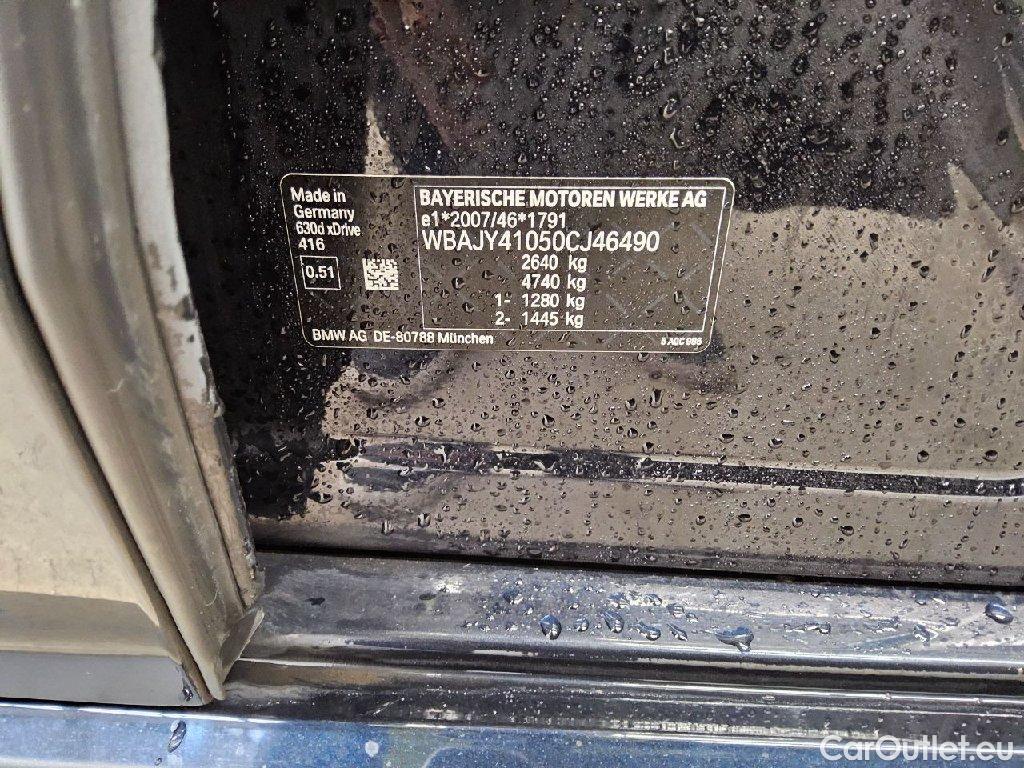 Made in
Germany
630d xDrive
416
0.51
BAYERISCHE MOTOREN WERKE AG
e1*2007/46*1791
WBAJY41050CJ46490
2640 kg
4740 kg
1- 1280 kg
2- 1445 kg
BMW AG DE-80788 München
CarOutlet.eu